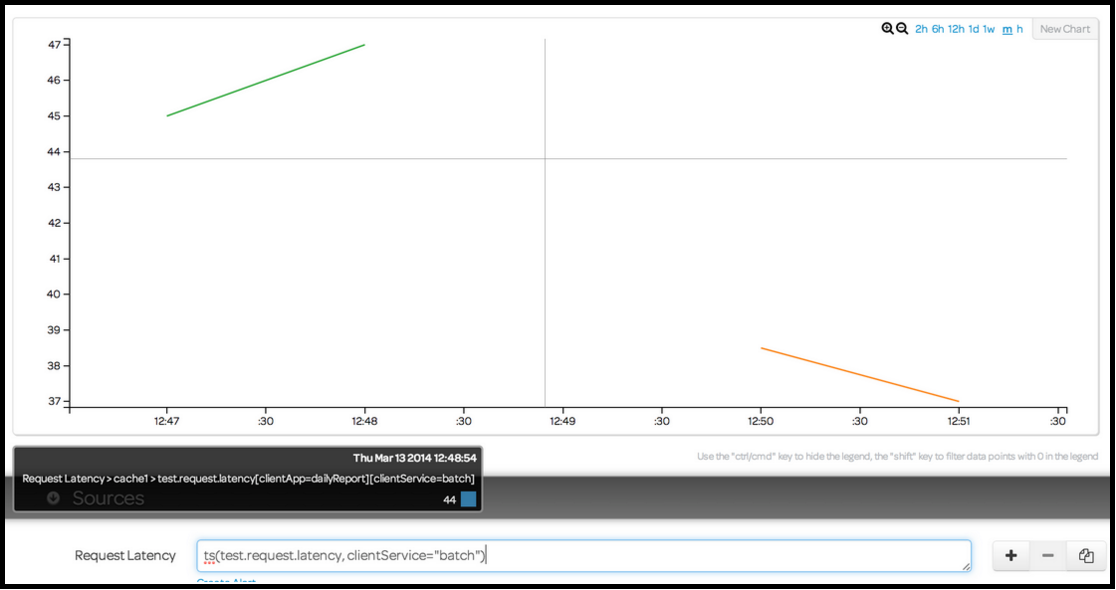 2h 6h 12h 1d 1w m h New Chart
47
46
45
44
43
42
41
40
39
38
37
12:47 :30 12:48 :30 12:49 :30 12:50 :30 12:51 :30
Use the "ctrl/cmd" key to hide the legend, the "shift" key to filter data points with 0 in the legend
Thu Mar 13 2014 12:48:54
Request Latency > cache1 > test.request.latency[clientApp=dailyReport][clientService=batch]
44
Sources
Request Latency ts(test.request.latency, clientService="batch")
Create Alert